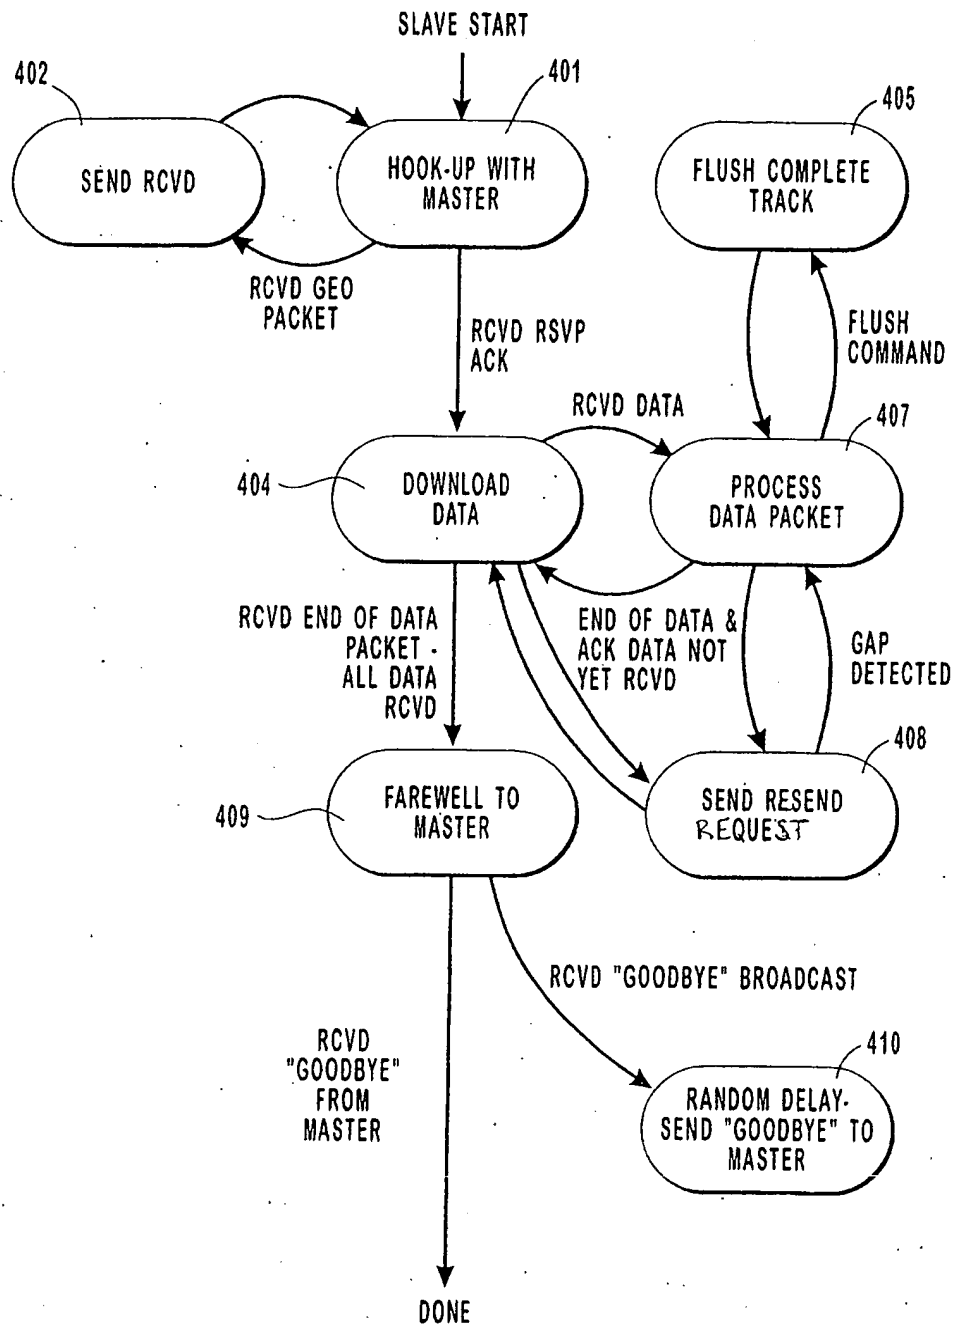 SLAVE START
402
401
405
SEND RCVD
HOOK-UP WITH
MASTER
FLUSH COMPLETE
TRACK
RCVD GEO
PACKET
RCVD RSVP
ACK
FLUSH
COMMAND
RCVD DATA
407
404
DOWNLOAD
DATA
PROCESS
DATA PACKET
RCVD END OF DATA
PACKET -
ALL DATA
RCVD
END OF DATA &
ACK DATA NOT
YET RCVD
GAP
DETECTED
408
409
FAREWELL TO
MASTER
SEND RESEND
REQUEST
RCVD "GOODBYE" BROADCAST
RCVD
"GOODBYE"
FROM
MASTER
410
RANDOM DELAY-
SEND "GOODBYE" TO
MASTER
DONE